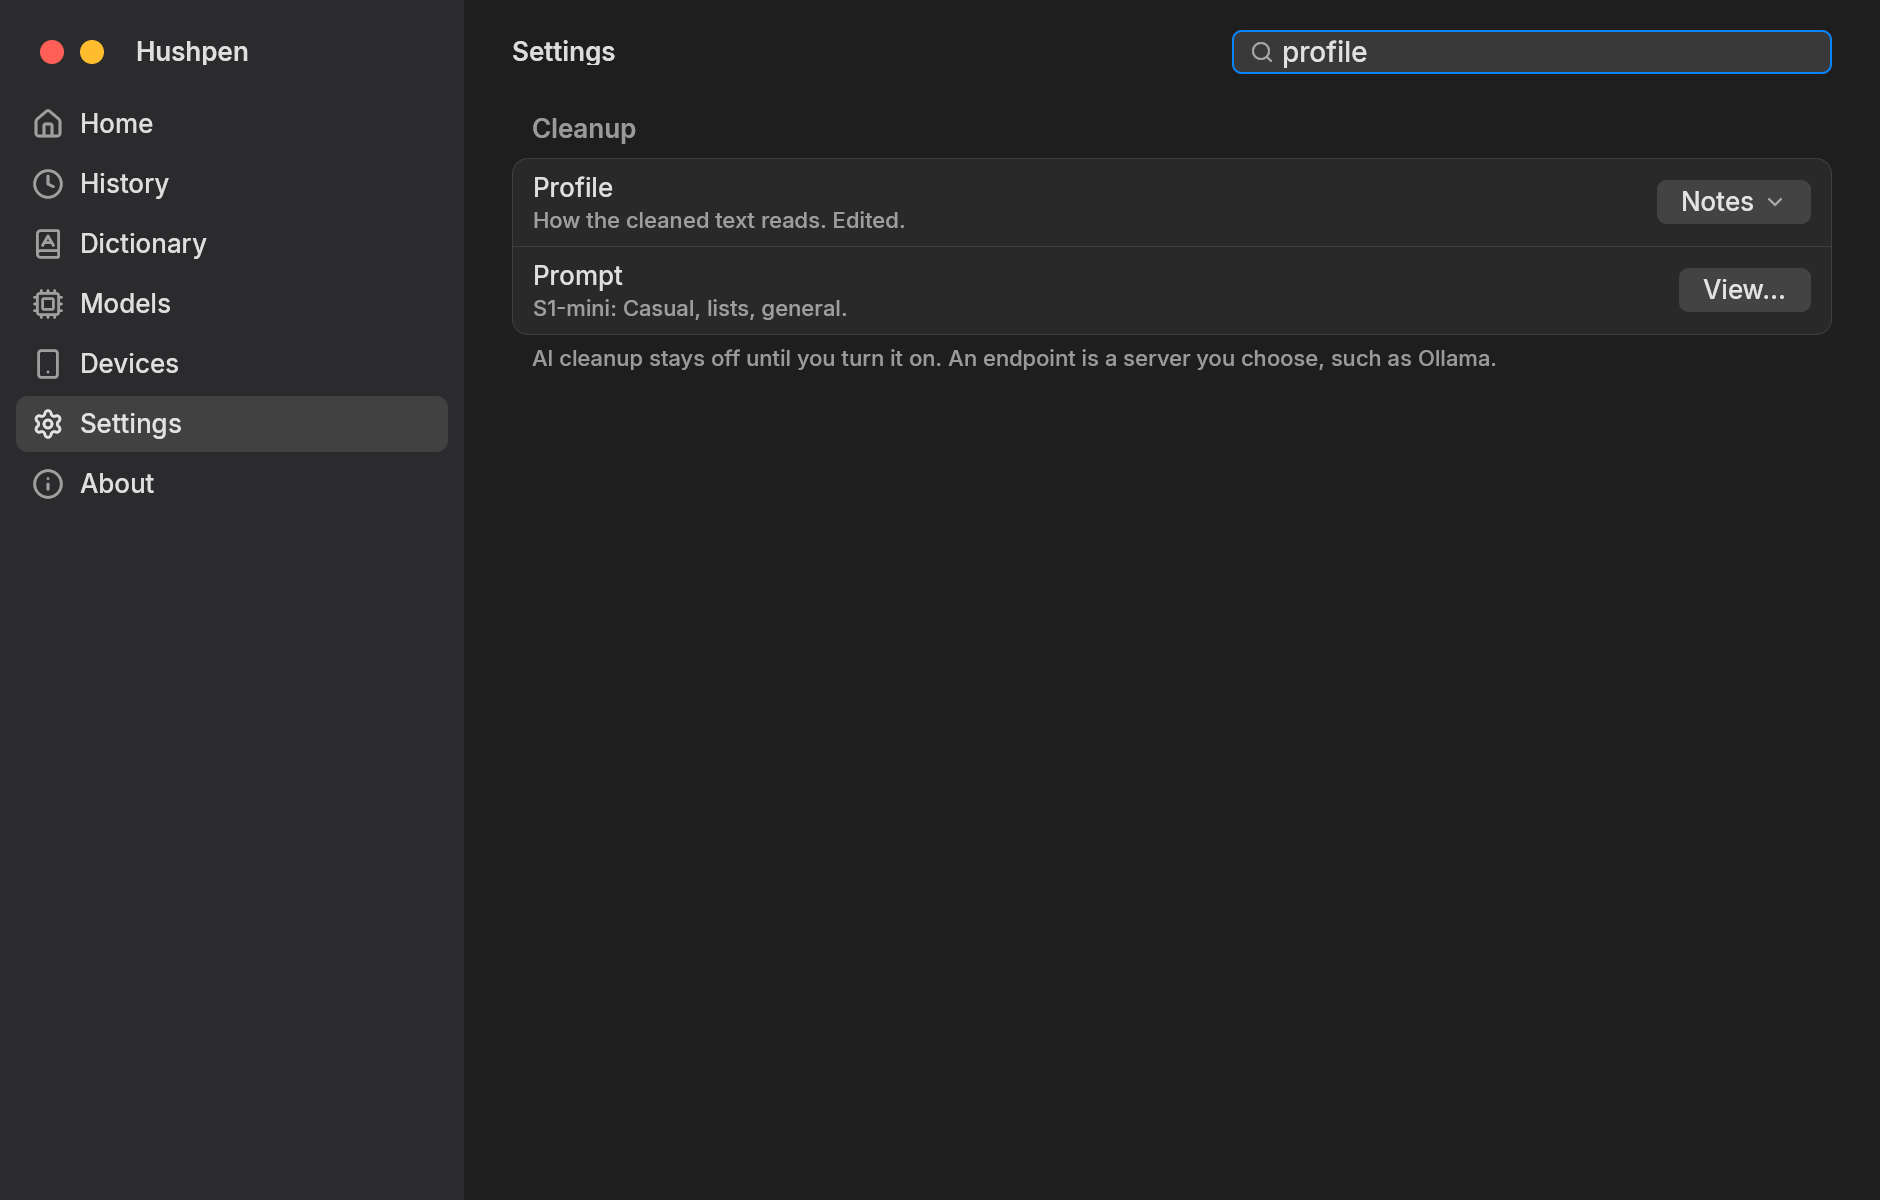 Hushpen
Home
History
Dictionary
Models
Devices
Settings
About
Settings
profile
Cleanup
Profile
How the cleaned text reads. Edited.
Notes
Prompt
S1-mini: Casual, lists, general.
View...
AI cleanup stays off until you turn it on. An endpoint is a server you choose, such as Ollama.